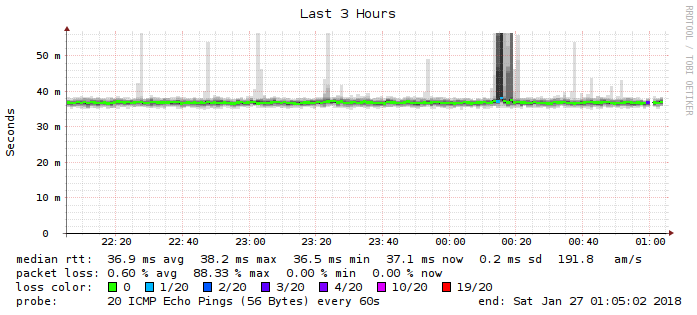 Last 3 Hours
RRDTOOL / TOBI OETIKER
Seconds
50 m
40 m
30 m
20 m
10 m
0
22:20 22:40 23:00 23:20 23:40 00:00 00:20 00:40 01:00
median rtt: 36.9 ms avg 38.2 ms max 36.5 ms min 37.1 ms now 0.2 ms sd 191.8 am/s
packet loss: 0.60 % avg 88.33 % max 0.00 % min 0.00 % now
loss color: 0 1/20 2/20 3/20 4/20 10/20 19/20
probe: 20 ICMP Echo Pings (56 Bytes) every 60s end: Sat Jan 27 01:05:02 2018